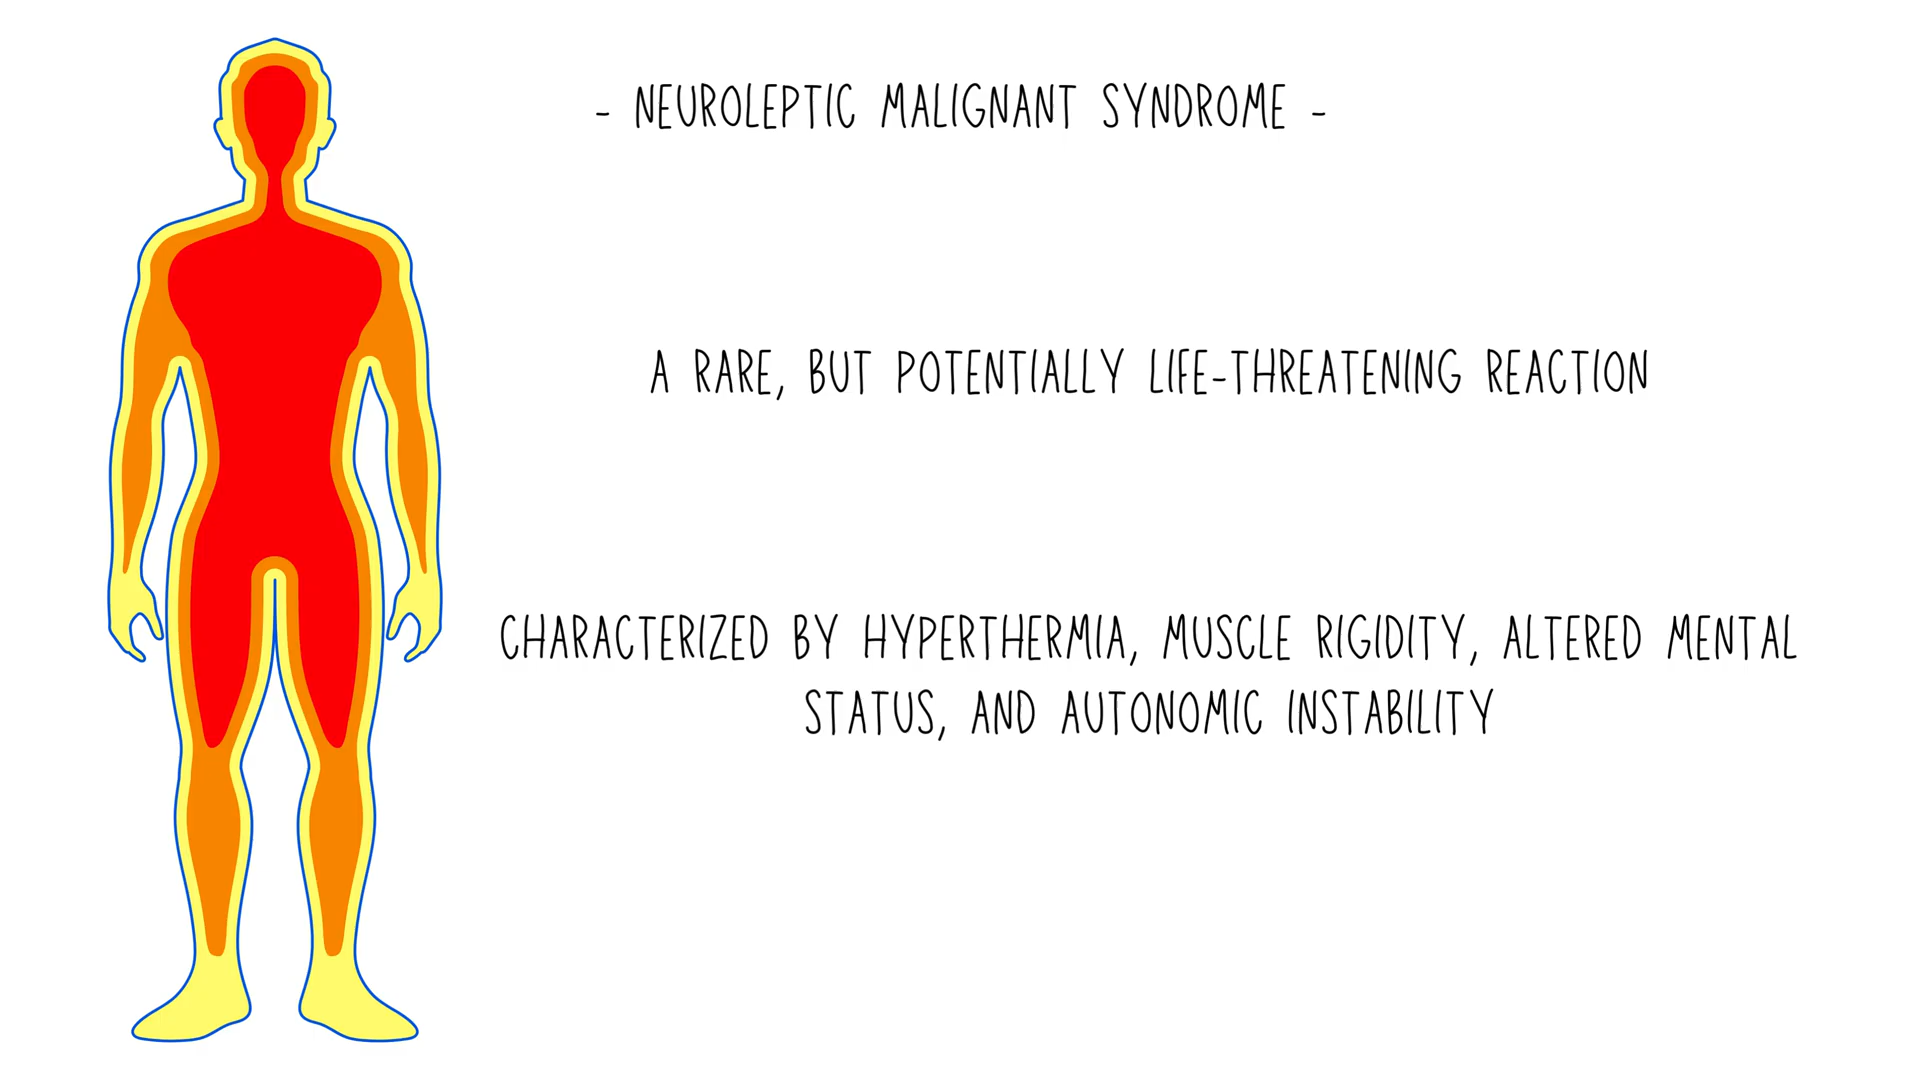 - NEUROLEPTIC MALIGNANT SYNDROME -
A RARE, BUT POTENTIALLY LIFE-THREATENING REACTION
CHARACTERIZED BY HYPERTHERMIA, MUSCLE RIGIDITY, ALTERED MENTAL
STATUS, AND AUTONOMIC INSTABILITY